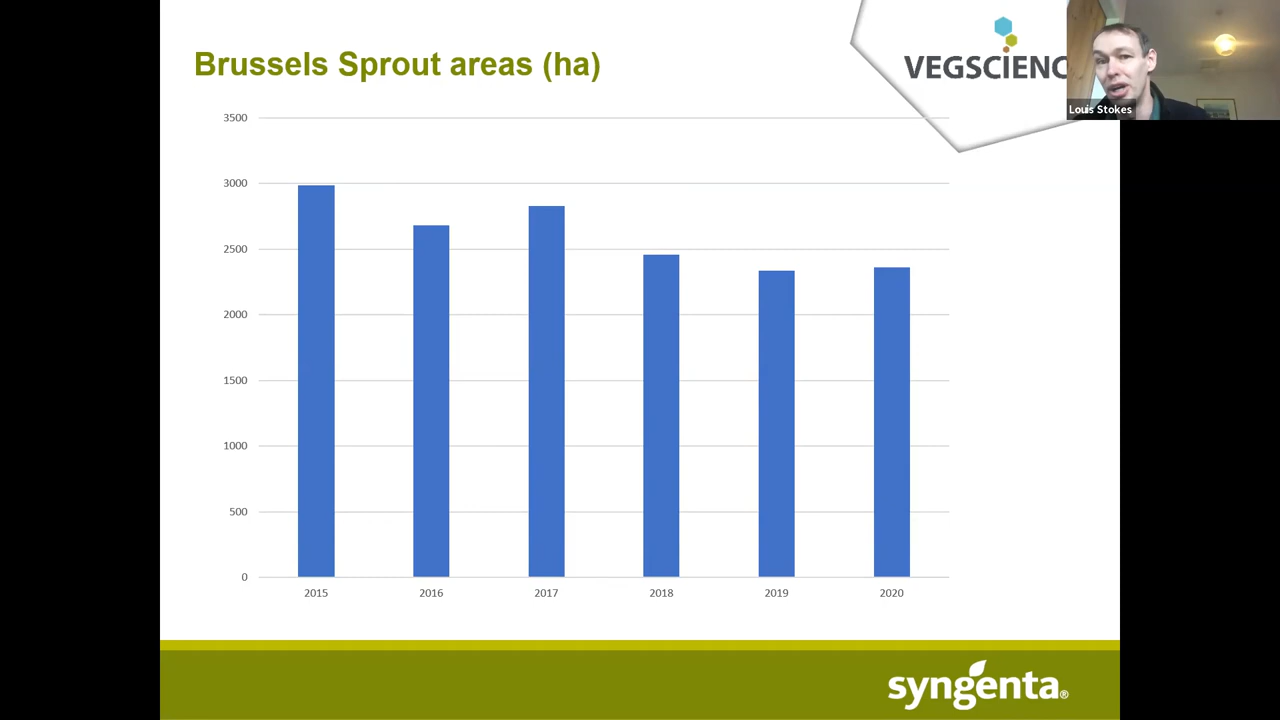 Brussels Sprout areas (ha)
VEGSCIENC
Louis Stokes
3500
3000
2500
2000
1500
1000
500
0
2015 2016 2017 2018 2019 2020
syngenta®